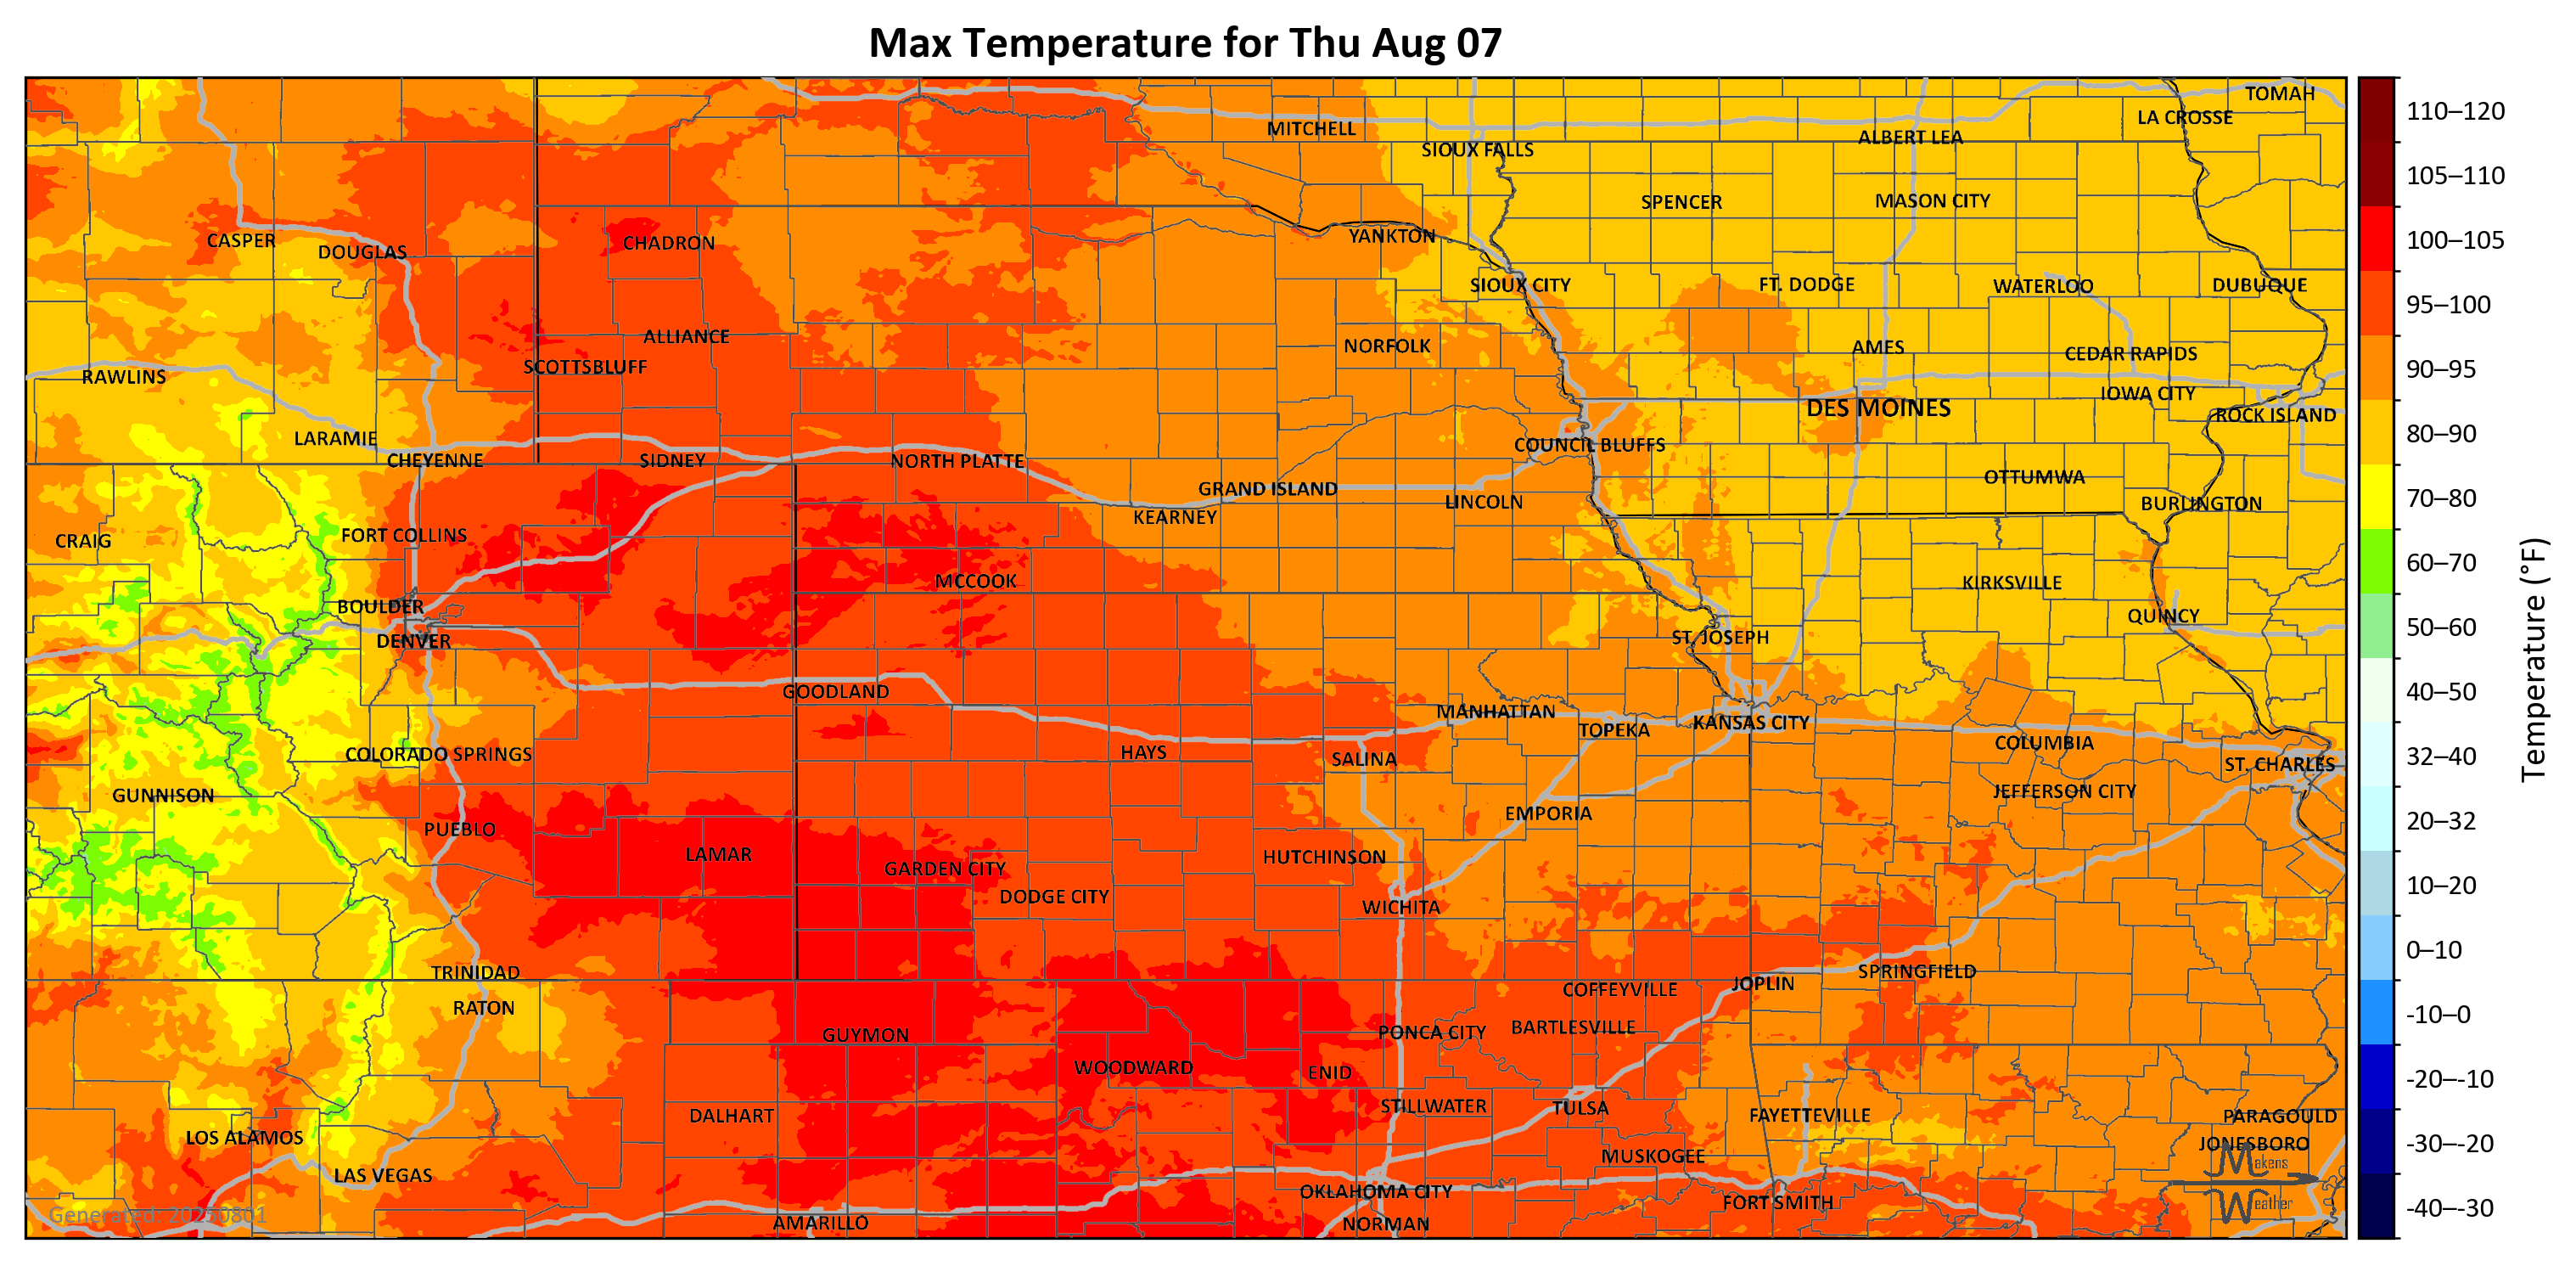 Max Temperature for Thu Aug 07
TOMAH
LA CROSSE
MITCHELL
ALBERT LEA
SIOUX FALLS
SPENCER
MASON CITY
CASPER
DOUGLAS
CHADRON
YANKTON
SIOUX CITY
FT. DODGE
WATERLOO
DUBUQUE
ALLIANCE
NORFOLK
AMES
CEDAR RAPIDS
SCOTTSBLUFF
RAWLINS
IOWA CITY
DES MOINES
ROCK ISLAND
LARAMIE
COUNCIL BLUFFS
CHEYENNE
SIDNEY
NORTH PLATTE
OTTUMWA
GRAND ISLAND
LINCOLN
BURLINGTON
KEARNEY
FORT COLLINS
CRAIG
MCCOOK
KIRKSVILLE
BOULDER
QUINCY
DENVER
ST. JOSEPH
GOODLAND
MANHATTAN
KANSAS CITY
TOPEKA
COLUMBIA
COLORADO SPRINGS
HAYS
SALINA
ST. CHARLES
GUNNISON
JEFFERSON CITY
EMPORIA
PUEBLO
LAMAR
HUTCHINSON
GARDEN CITY
DODGE CITY
WICHITA
TRINIDAD
SPRINGFIELD
JOPLIN
COFFEYVILLE
RATON
GUYMON
PONCA CITY
BARTLESVILLE
WOODWARD
ENID
DALHART
STILLWATER
TULSA
FAYETTEVILLE
PARAGOULD
LOS ALAMOS
JONESBORO
MUSKOGEE
LAS VEGAS
OKLAHOMA CITY
FORT SMITH
AMARILLO
NORMAN
Generated: 20250801
Makens
Weather
110–120
105–110
100–105
95–100
90–95
80–90
70–80
60–70
50–60
40–50
32–40
20–32
10–20
0–10
-10–0
-20–-10
-30–-20
-40–-30
Temperature (°F)